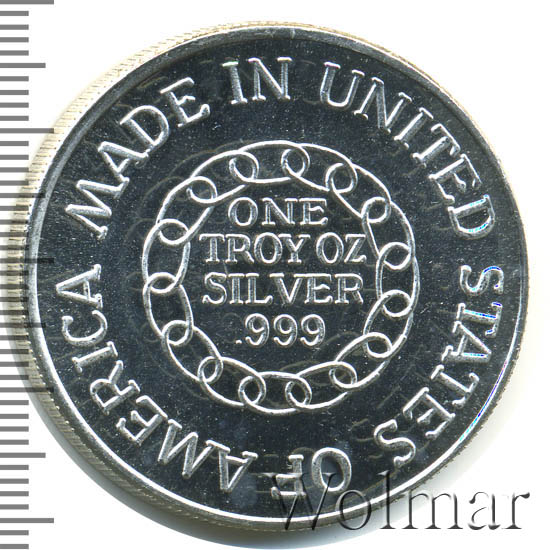 MADE IN UNITED STATES OF AMERICA
ONE
TROY OZ
SILVER
.999
Wolmar